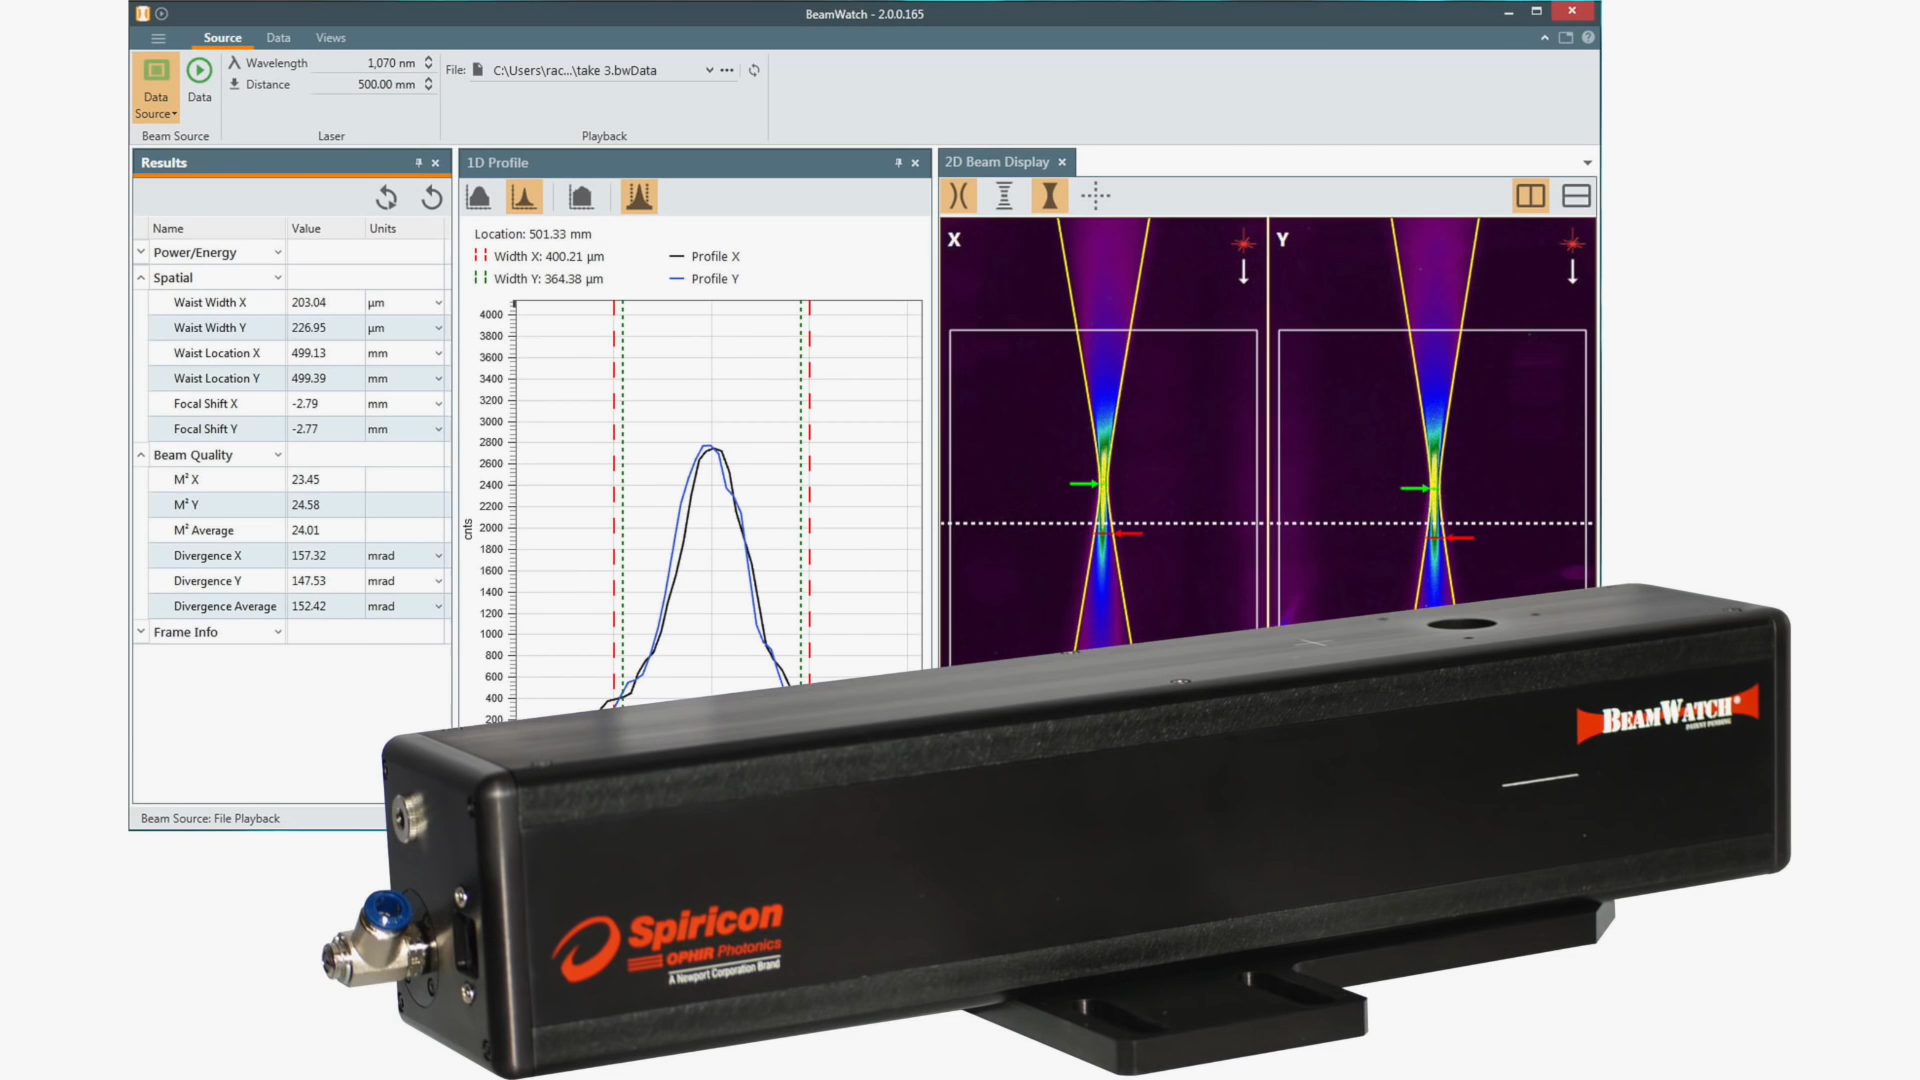 BeamWatch - 2.0.0.165
Source Data Views
Data Source
Data
Wavelength 1,070 nm
Distance 500.00 mm
File: C:\Users\rac...\take 3.bwData
Beam Source Laser Playback
Results
Name Value Units
Power/Energy
Spatial
Waist Width X 203.04 µm
Waist Width Y 226.95 µm
Waist Location X 499.13 mm
Waist Location Y 499.39 mm
Focal Shift X -2.79 mm
Focal Shift Y -2.77 mm
Beam Quality
M² X 23.45
M² Y 24.58
M² Average 24.01
Divergence X 157.32 mrad
Divergence Y 147.53 mrad
Divergence Average 152.42 mrad
Frame Info
Beam Source: File Playback
1D Profile
Location: 501.33 mm
Width X: 400.21 µm Profile X
Width Y: 364.38 µm Profile Y
4000
3800
3600
3400
3200
3000
2800
2600
2400
2200
2000
1800
1600
1400
1200
1000
800
600
400
200
cnts
2D Beam Display
X
Y
BEAMWATCH®
PATENT PENDING
Spiricon
OPHIR Photonics
A Newport Corporation Brand